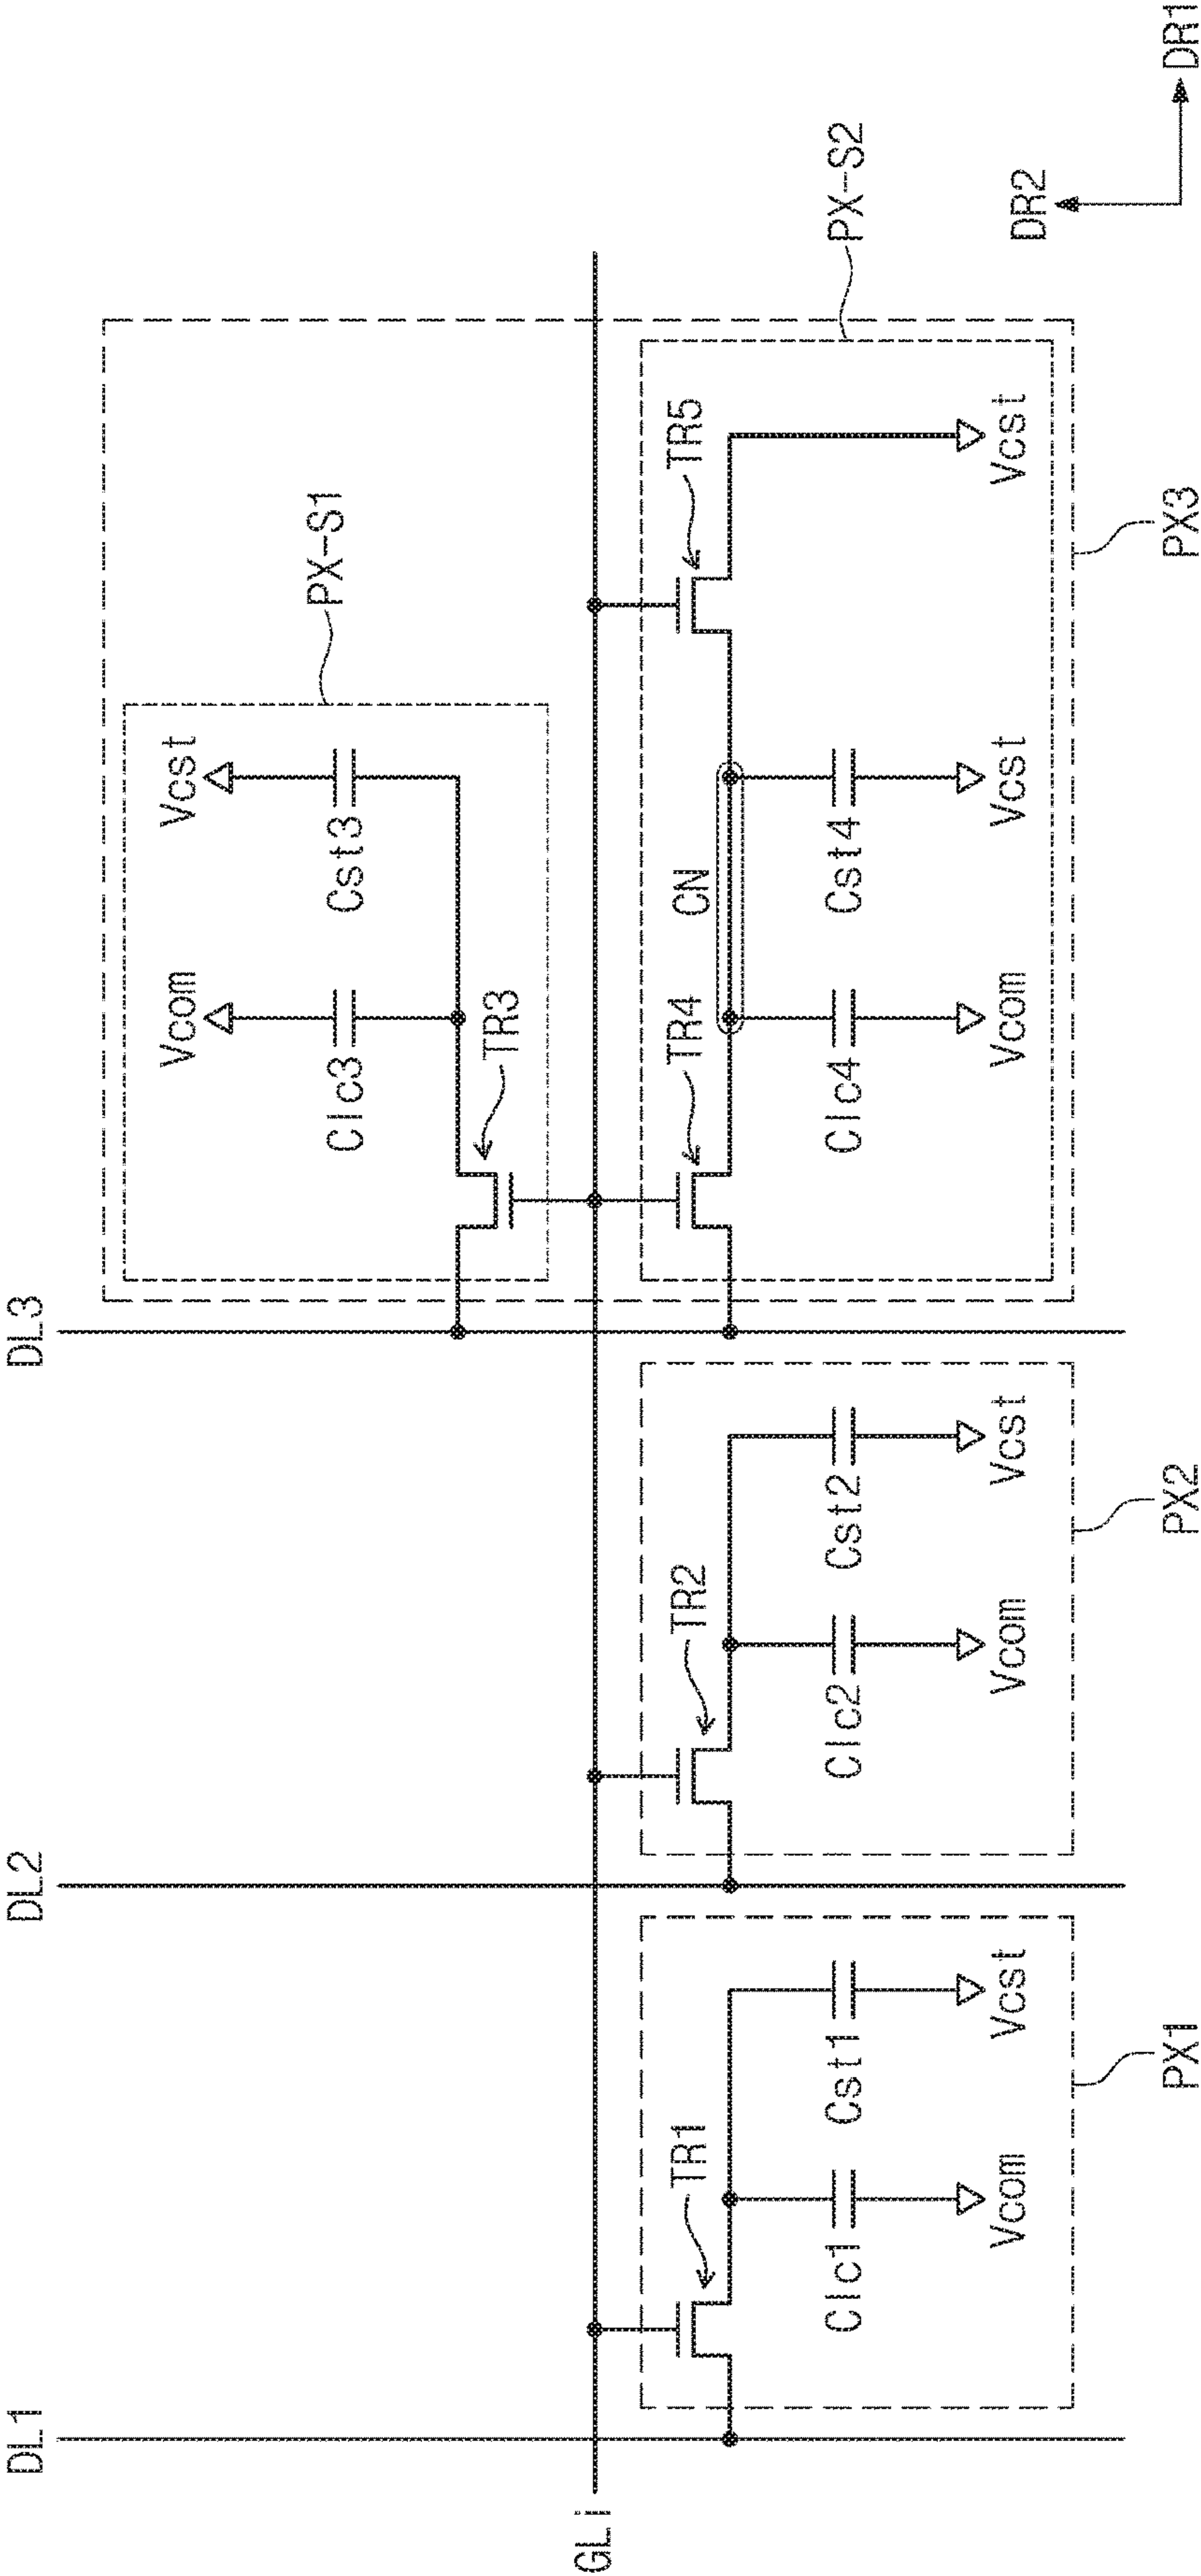 DL1
DL2
DL3
Vcom
Vcst
Clc3
Cst3
PX-S1
TR3
GLi
TR1
TR2
TR4
CN
TR5
Clc1
Cst1
Clc2
Cst2
Clc4
Cst4
PX-S2
Vcom
Vcst
Vcom
Vcst
Vcom
Vcst
Vcst
DR2
PX1
PX2
PX3
DR1